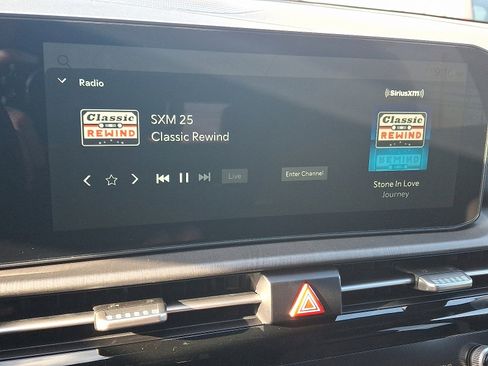 Radio
((SiriusXM))
Classic
REWIND
SXM 25
Classic Rewind
Classic
REWIND
Live
Enter Channel
Stone In Love
Journey